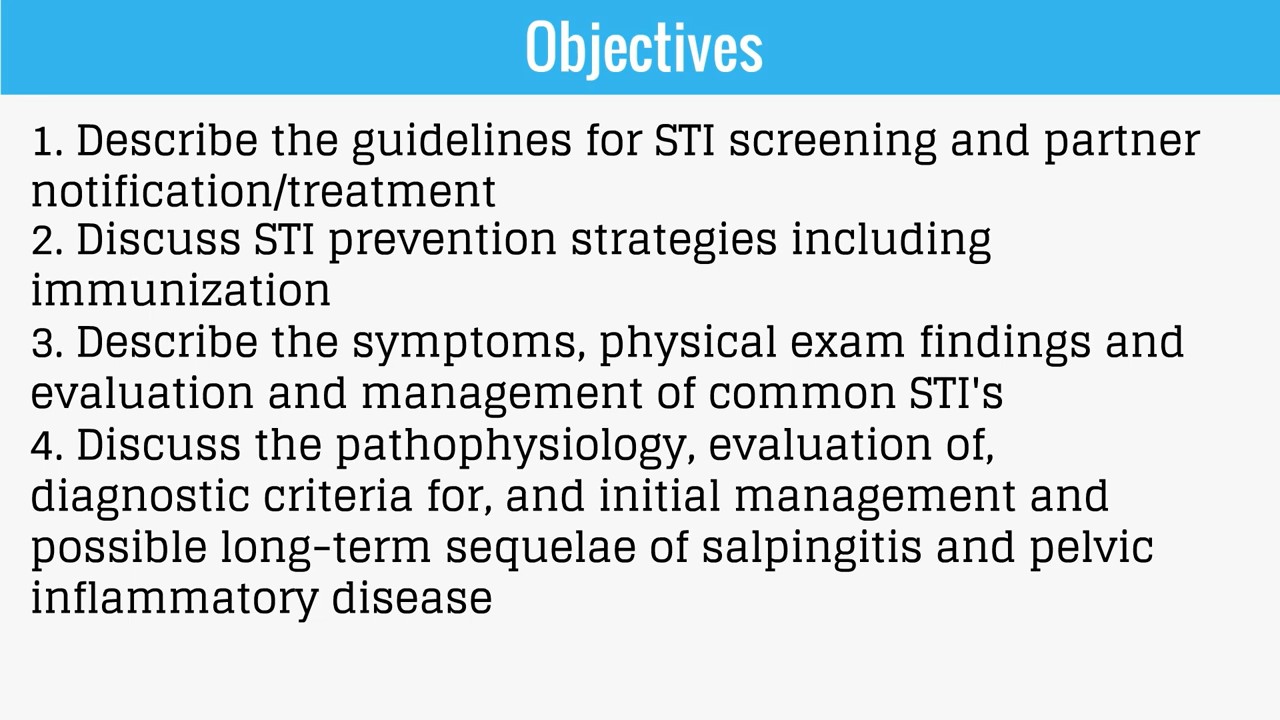 Objectives
1. Describe the guidelines for STI screening and partner
notification/treatment
2. Discuss STI prevention strategies including
immunization
3. Describe the symptoms, physical exam findings and
evaluation and management of common STI's
4. Discuss the pathophysiology, evaluation of,
diagnostic criteria for, and initial management and
possible long-term sequelae of salpingitis and pelvic
inflammatory disease